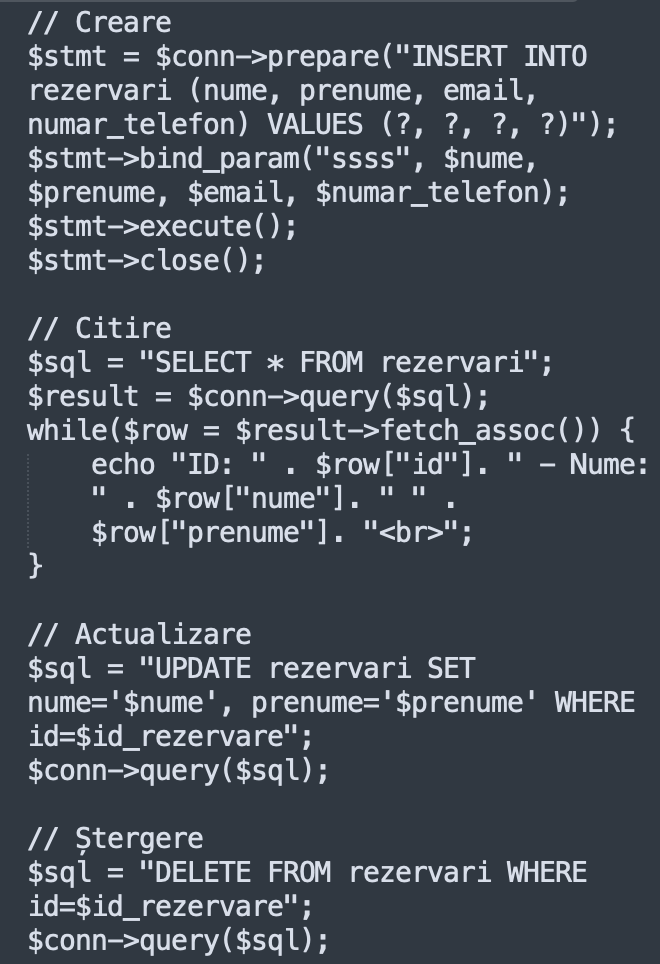 // Creare
$stmt = $conn->prepare("INSERT INTO
rezervari (nume, prenume, email,
numar_telefon) VALUES (?, ?, ?, ?)");
$stmt->bind_param("ssss", $nume,
$prenume, $email, $numar_telefon);
$stmt->execute();
$stmt->close();

// Citire
$sql = "SELECT * FROM rezervari";
$result = $conn->query($sql);
while($row = $result->fetch_assoc()) {
    echo "ID: " . $row["id"]. " - Nume:
    " . $row["nume"]. " " .
    $row["prenume"]. "<br>";
}

// Actualizare
$sql = "UPDATE rezervari SET
nume='$nume', prenume='$prenume' WHERE
id=$id_rezervare";
$conn->query($sql);

// Ștergere
$sql = "DELETE FROM rezervari WHERE
id=$id_rezervare";
$conn->query($sql);